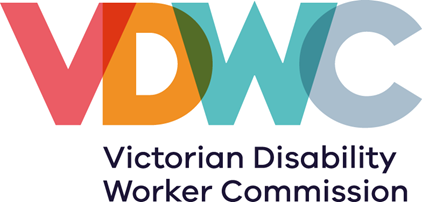 VDWC
Victorian Disability
Worker Commission